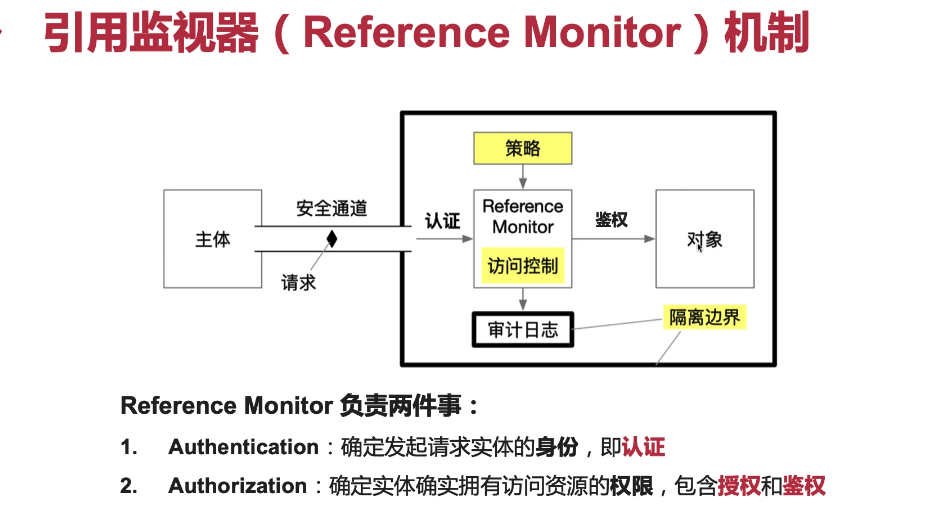 引用监视器（Reference Monitor）机制
策略
安全通道
认证
Reference
Monitor
鉴权
主体
访问控制
对象
请求
审计日志
隔离边界
Reference Monitor 负责两件事：
1. Authentication：确定发起请求实体的身份，即认证
2. Authorization：确定实体确实拥有访问资源的权限，包含授权和鉴权